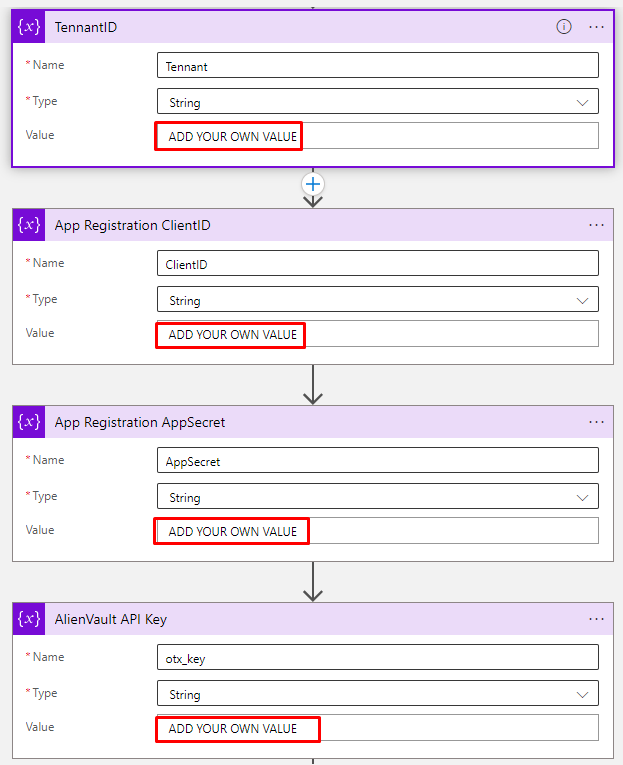 {x} TennantID
* Name Tennant
* Type String
Value ADD YOUR OWN VALUE
{x} App Registration ClientID
* Name ClientID
* Type String
Value ADD YOUR OWN VALUE
{x} App Registration AppSecret
* Name AppSecret
* Type String
Value ADD YOUR OWN VALUE
{x} AlienVault API Key
* Name otx_key
* Type String
Value ADD YOUR OWN VALUE